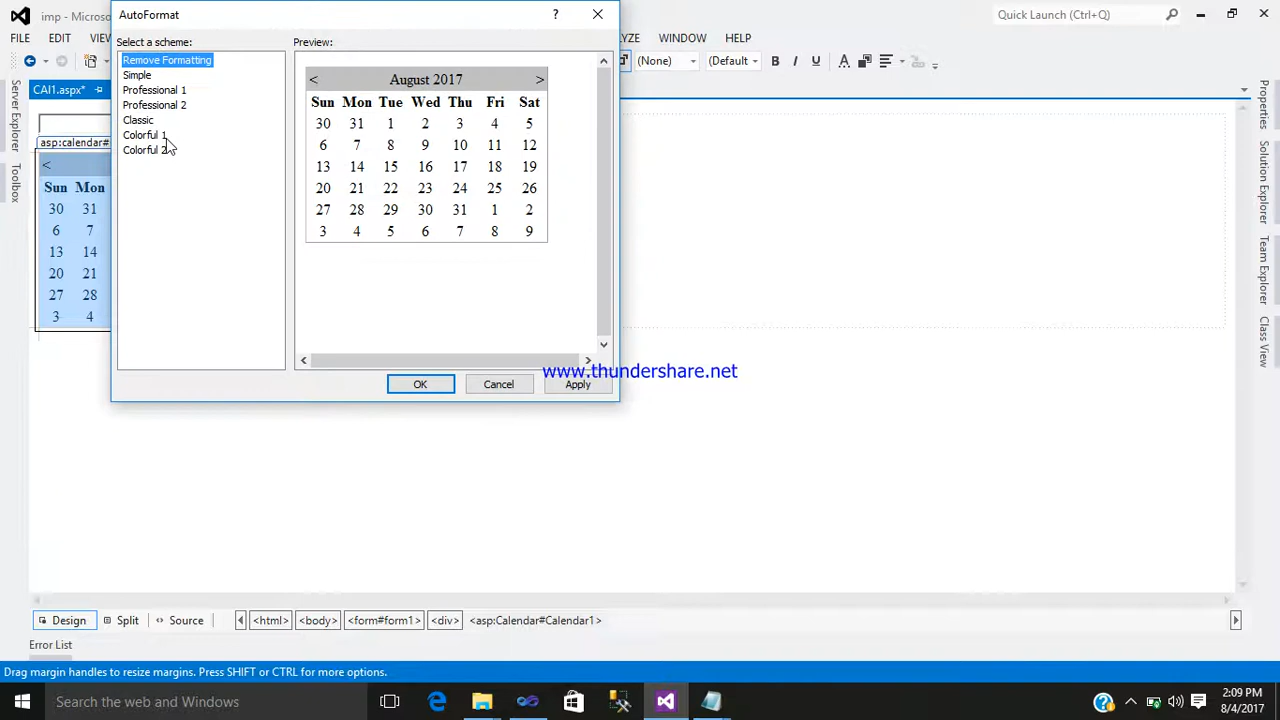 imp - Microso
AutoFormat
?
Quick Launch (Ctrl+Q)
FILE EDIT
WINDOW HELP
Select a scheme:
Preview:
Remove Formatting
Simple
Professional 1
Professional 2
Classic
Colorful 1
Colorful 2
(None)
(Default
B I U A
Server Explorer
Toolbox
CAI1.aspx*
asp:calendar#
<
Sun Mon
30 31
6 7
13 14
20 21
27 28
3 4
< August 2017 >
Sun Mon Tue Wed Thu Fri Sat
30 31 1 2 3 4 5
6 7 8 9 10 11 12
13 14 15 16 17 18 19
20 21 22 23 24 25 26
27 28 29 30 31 1 2
3 4 5 6 7 8 9
Properties
Solution Explorer
Team Explorer
Class View
www.thundershare.net
OK Cancel Apply
Design Split Source <html> <body> <form#form1> <div> <asp:Calendar#Calendar1>
Error List
Drag margin handles to resize margins. Press SHIFT or CTRL for more options.
Search the web and Windows
2:09 PM
8/4/2017